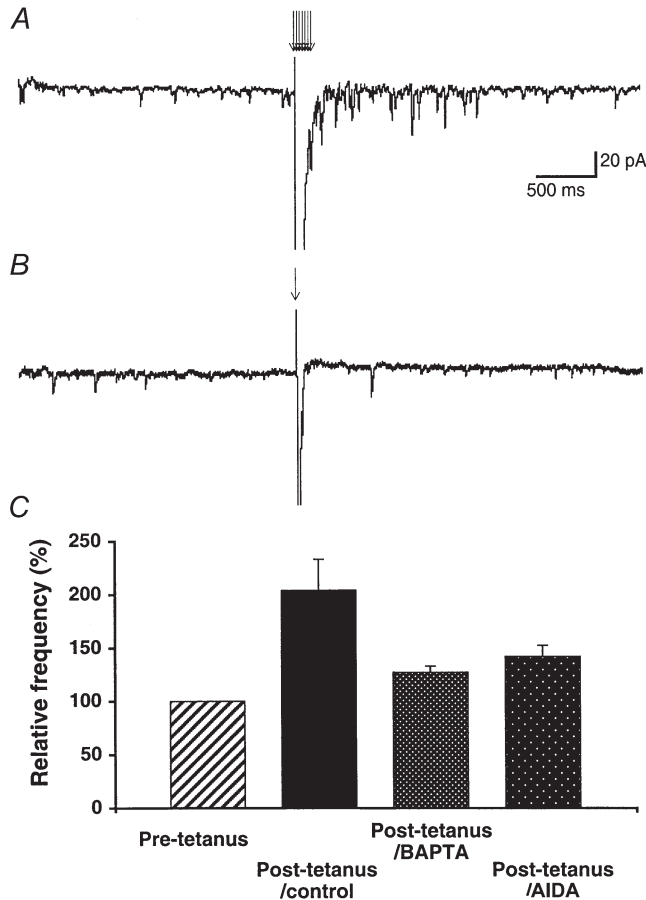 A
20 pA
500 ms
B
C
Relative frequency (%)
250
200
150
100
50
0
Pre-tetanus
Post-tetanus
/control
Post-tetanus
/BAPTA
Post-tetanus
/AIDA